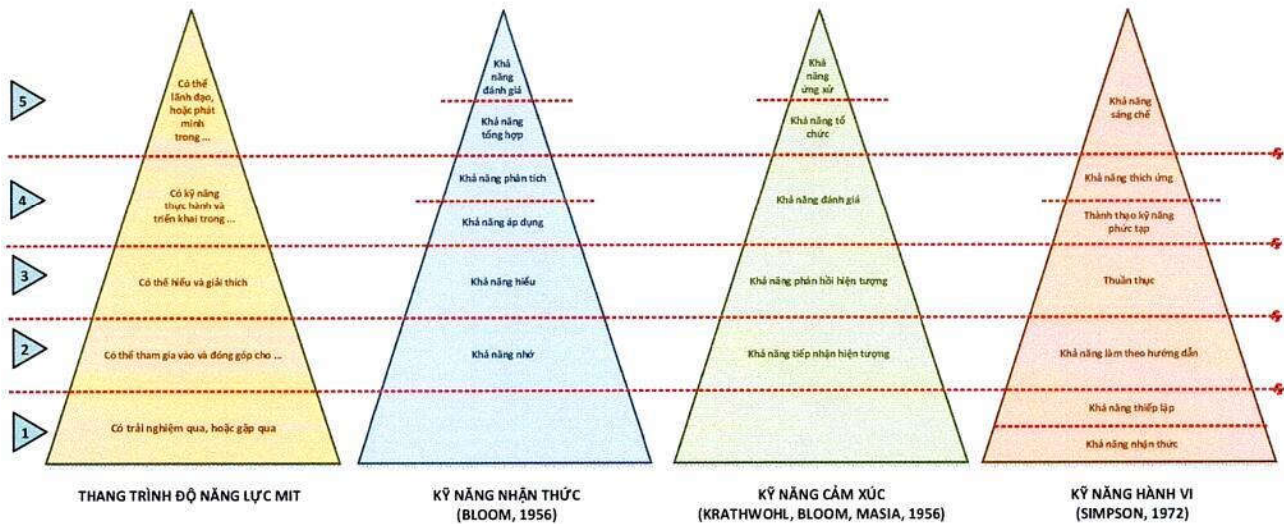 5
Có thể
lãnh đạo,
hoặc phát
minh
trong ...
Khả
năng
đánh giá
Khả năng
tổng hợp
Khả
năng
ứng xử
Khả năng tổ
chức
Khả năng
sáng chế
4
Có kỹ năng
thực hành và
triển khai trong ...
Khả năng phân tích
Khả năng áp dụng
Khả năng đánh giá
Khả năng thích ứng
Thành thạo kỹ năng
phức tạp
3
Có thể hiểu và giải thích
Khả năng hiểu
Khả năng phản hồi hiện tượng
Thuần thục
2
Có thể tham gia vào và đóng góp cho ...
Khả năng nhớ
Khả năng tiếp nhận hiện tượng
Khả năng làm theo hướng dẫn
1
Có trải nghiệm qua, hoặc gặp qua
Khả năng thiếp lập
Khả năng nhận thức
THANG TRÌNH ĐỘ NĂNG LỰC MIT
KỸ NĂNG NHẬN THỨC
(BLOOM, 1956)
KỸ NĂNG CẢM XÚC
(KRATHWOHL, BLOOM, MASIA, 1956)
KỸ NĂNG HÀNH VI
(SIMPSON, 1972)